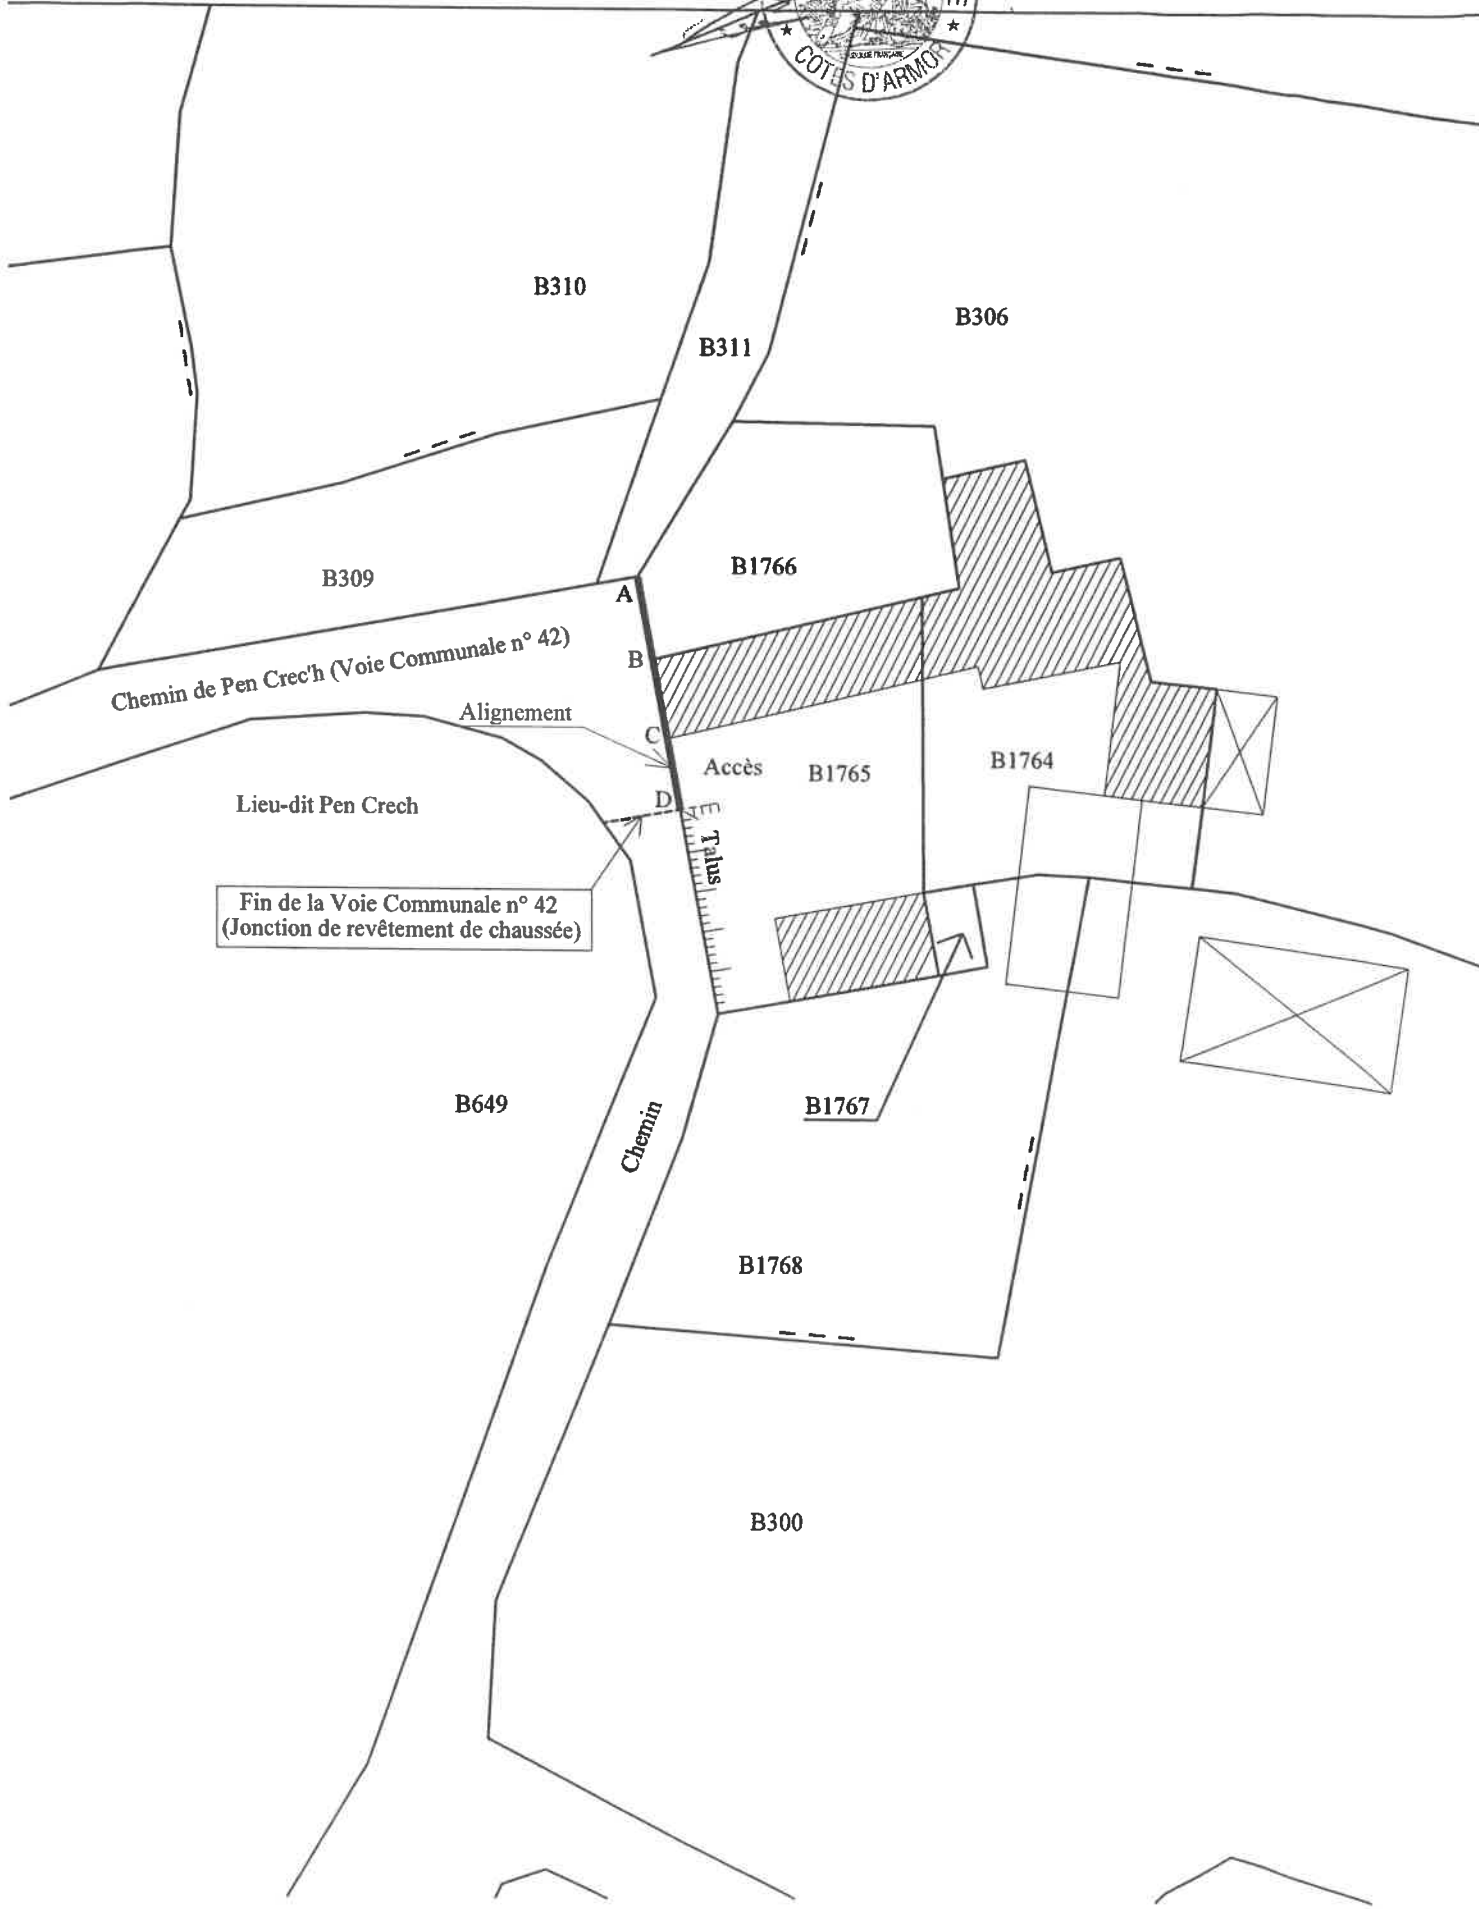 COTES D'ARMOR
B310
B306
B311
B1766
B309
A
Chemin de Pen Crec'h (Voie Communale n° 42)
B
Alignement
C
Accès
B1765
B1764
Lieu-dit Pen Crech
D
Talus
Fin de la Voie Communale n° 42
(Jonction de revêtement de chaussée)
B649
Chemin
B1767
B1768
B300